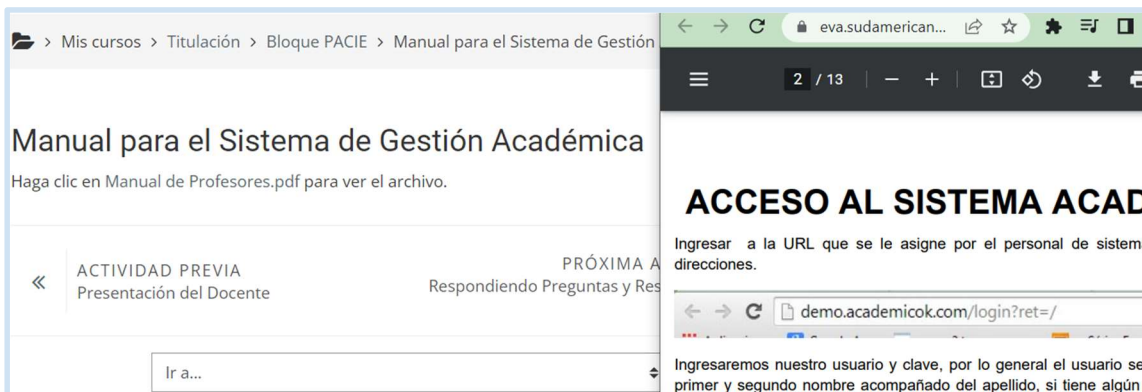 > Mis cursos > Titulación > Bloque PACIE > Manual para el Sistema de Gestión
Manual para el Sistema de Gestión Académica
Haga clic en Manual de Profesores.pdf para ver el archivo.
«
ACTIVIDAD PREVIA
Presentación del Docente
PRÓXIMA A
Respondiendo Preguntas y Res
Ir a...
eva.sudamerican...
2 / 13
ACCESO AL SISTEMA ACAD
Ingresar a la URL que se le asigne por el personal de sistem
direcciones.
demo.academicok.com/login?ret=/
Ingresaremos nuestro usuario y clave, por lo general el usuario se
primer y segundo nombre acompañado del apellido, si tiene algún